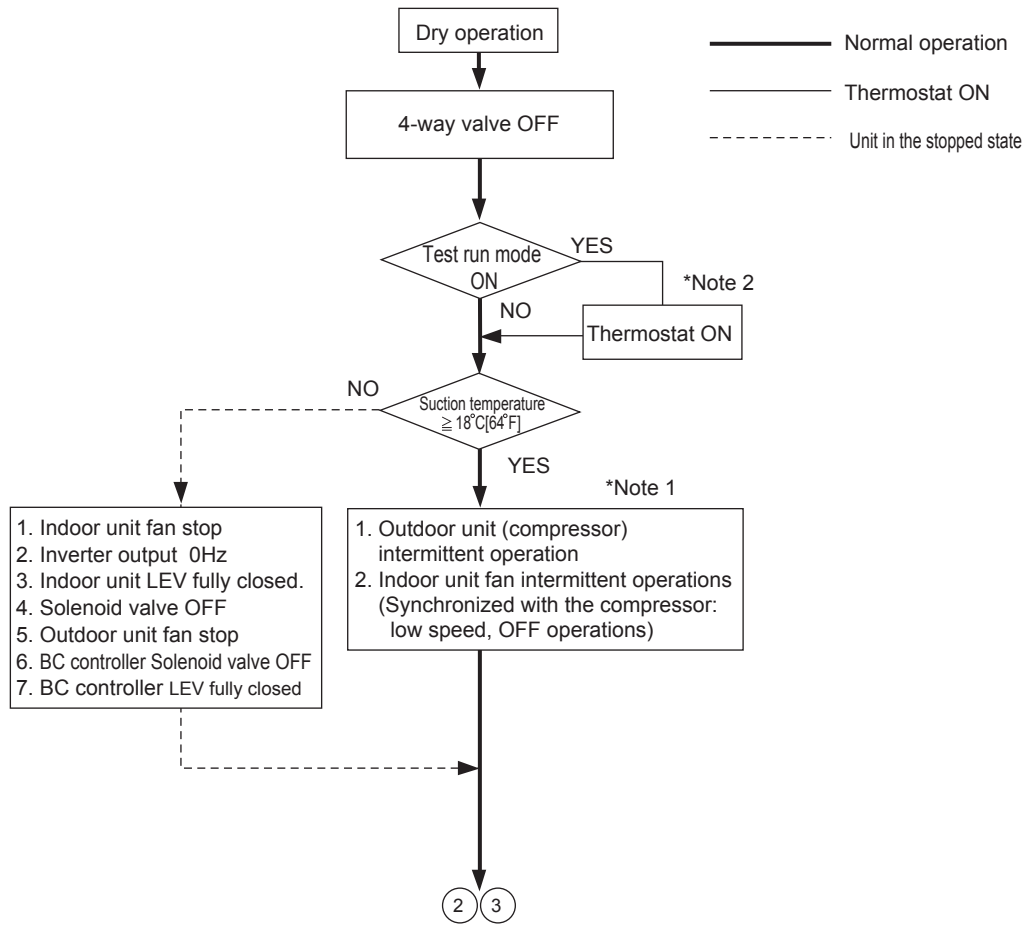 Dry operation
Normal operation
Thermostat ON
Unit in the stopped state
4-way valve OFF
Test run mode
ON
YES
*Note 2
NO
Thermostat ON
NO
Suction temperature
≧ 18°C[64°F]
YES
*Note 1
1. Indoor unit fan stop
2. Inverter output 0Hz
3. Indoor unit LEV fully closed.
4. Solenoid valve OFF
5. Outdoor unit fan stop
6. BC controller Solenoid valve OFF
7. BC controller LEV fully closed
1. Outdoor unit (compressor)
intermittent operation
2. Indoor unit fan intermittent operations
(Synchronized with the compressor:
low speed, OFF operations)
2 3